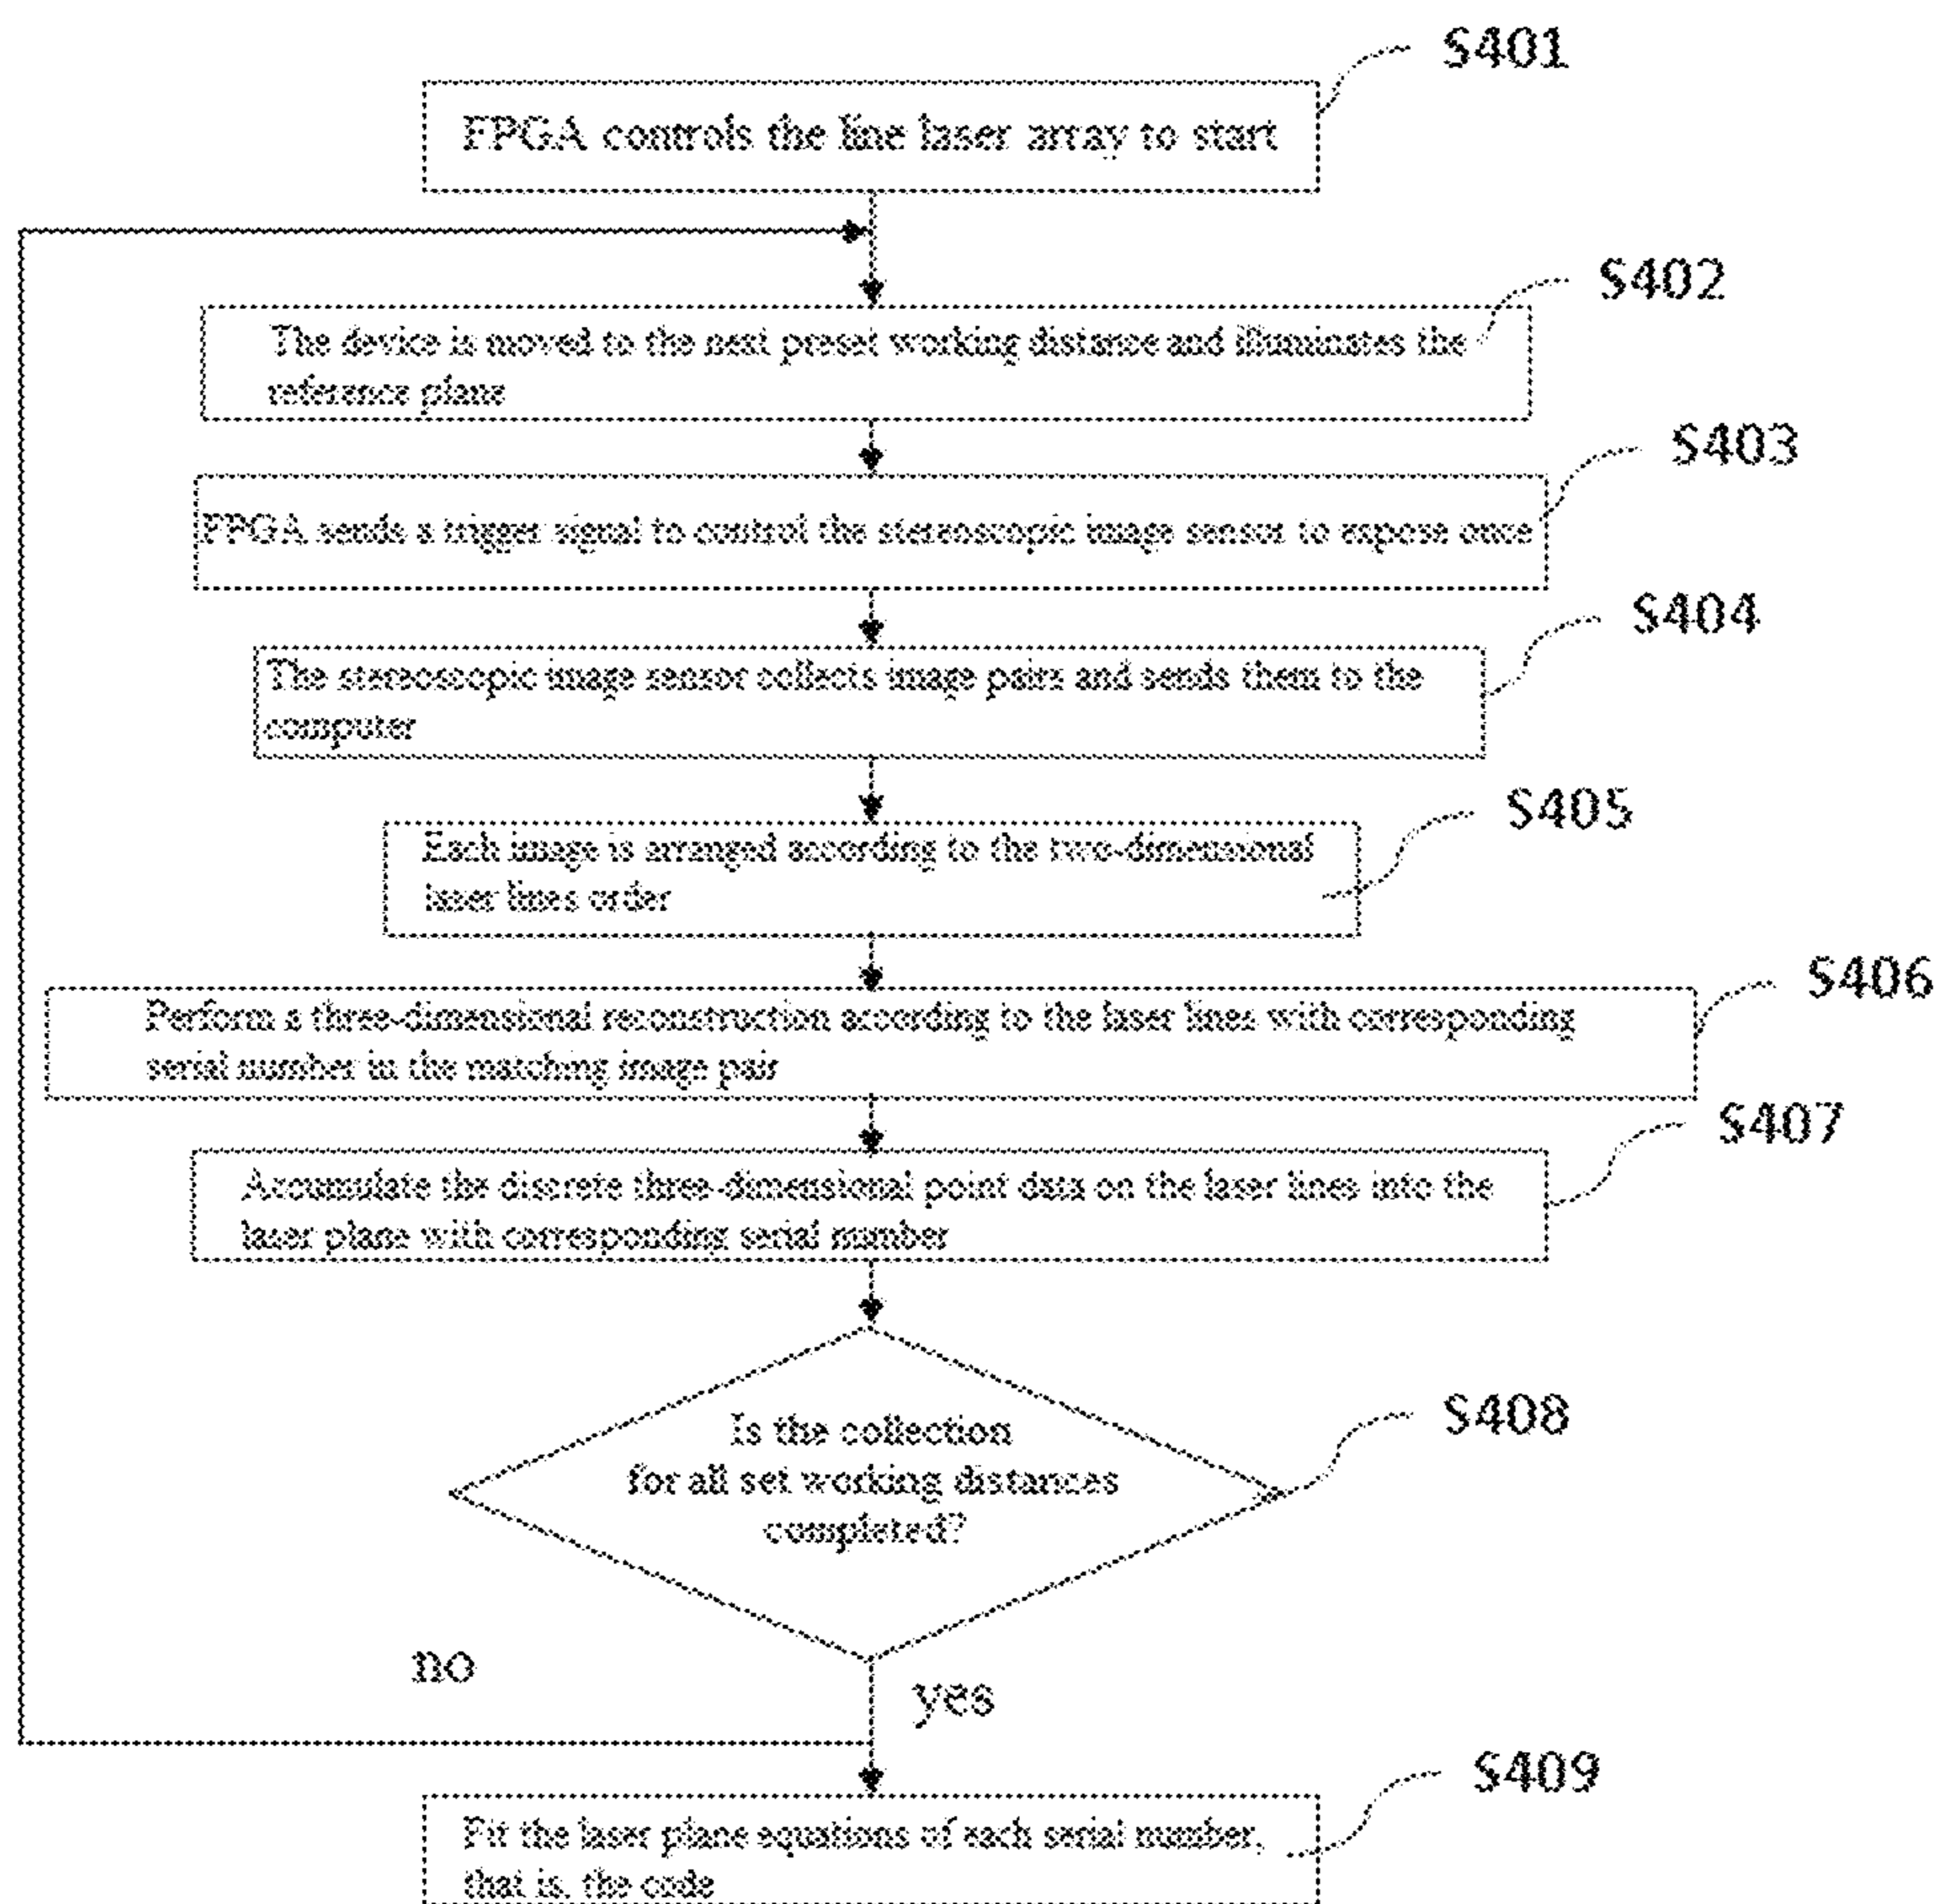 S401
FPGA controls the line laser array to start
S402
The device is moved to the next preset working distance and illuminates the
reference plane
S403
FPGA sends a trigger signal to control the stereoscopic image sensor to expose once
S404
The stereoscopic image sensor collects image pairs and sends them to the
computer
S405
Each image is arranged according to the two-dimensional
laser lines order
S406
Perform a three-dimensional reconstruction according to the laser lines with corresponding
serial number in the matching image pair
S407
Accumulate the discrete three-dimensional point data on the laser lines into the
laser plane with corresponding serial number
S408
Is the collection
for all set working distances
completed?
no
yes
S409
Fit the laser plane equations of each serial number,
that is, the code